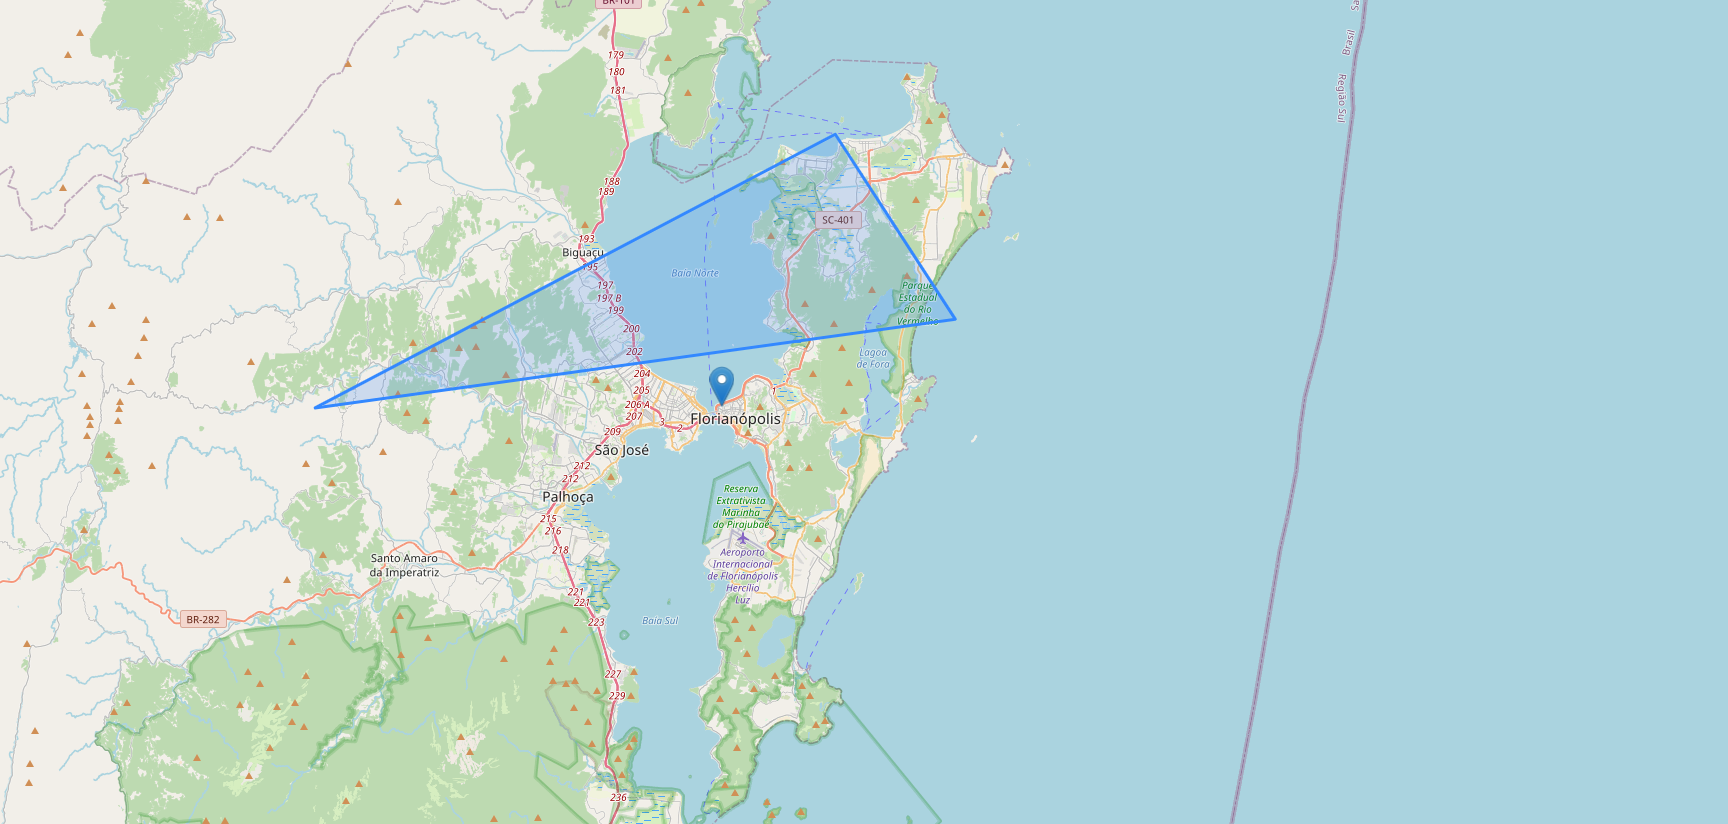 BR-101
Sé
Brasil
Região Sul
179
180
181
188
189
193
Biguaçu
195
197
197 B
199
200
202
204
205
206 A
207
209
3
2
1
SC-401
Baía Norte
Parque
Estadual
do Rio
Vermelho
Lagoa
de Fora
Florianópolis
São José
212
212
Palhoça
215
216
218
Reserva
Extrativista
Marinha
do Pirajubaé
Aeroporto
Internacional
de Florianópolis
Hercílio
Luz
Santo Amaro
da Imperatriz
BR-282
221
221
223
Baía Sul
227
229
236